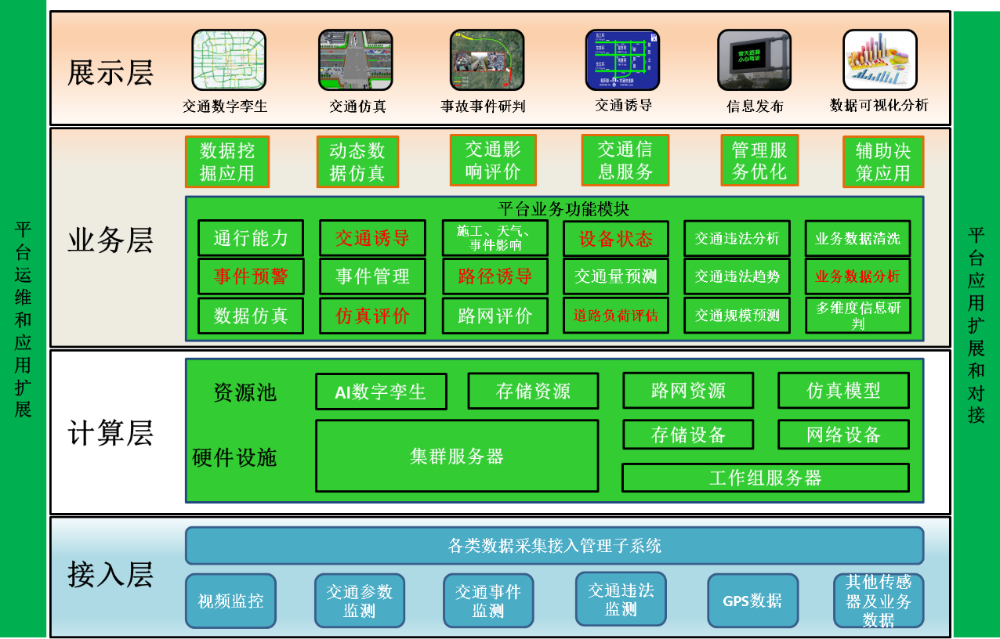 平台运维和应用扩展
展示层
雪天路滑
小心驾驶
交通数字孪生
交通仿真
事故事件研判
交通诱导
信息发布
数据可视化分析
业务层
数据挖
掘应用
动态数
据仿真
交通影
响评价
交通信
息服务
管理服
务优化
辅助决
策应用
平台业务功能模块
通行能力
交通诱导
施工、天气、
事件影响
设备状态
交通违法分析
业务数据清洗
事件预警
事件管理
路径诱导
交通量预测
交通违法趋势
业务数据分析
数据仿真
仿真评价
路网评价
道路负荷评估
交通规模预测
多维度信息研
判
计算层
资源池
AI数字孪生
存储资源
路网资源
仿真模型
硬件设施
集群服务器
存储设备
网络设备
工作组服务器
接入层
各类数据采集接入管理子系统
视频监控
交通参数
监测
交通事件
监测
交通违法
监测
GPS数据
其他传感
器及业务
数据
平台应用扩展和对接